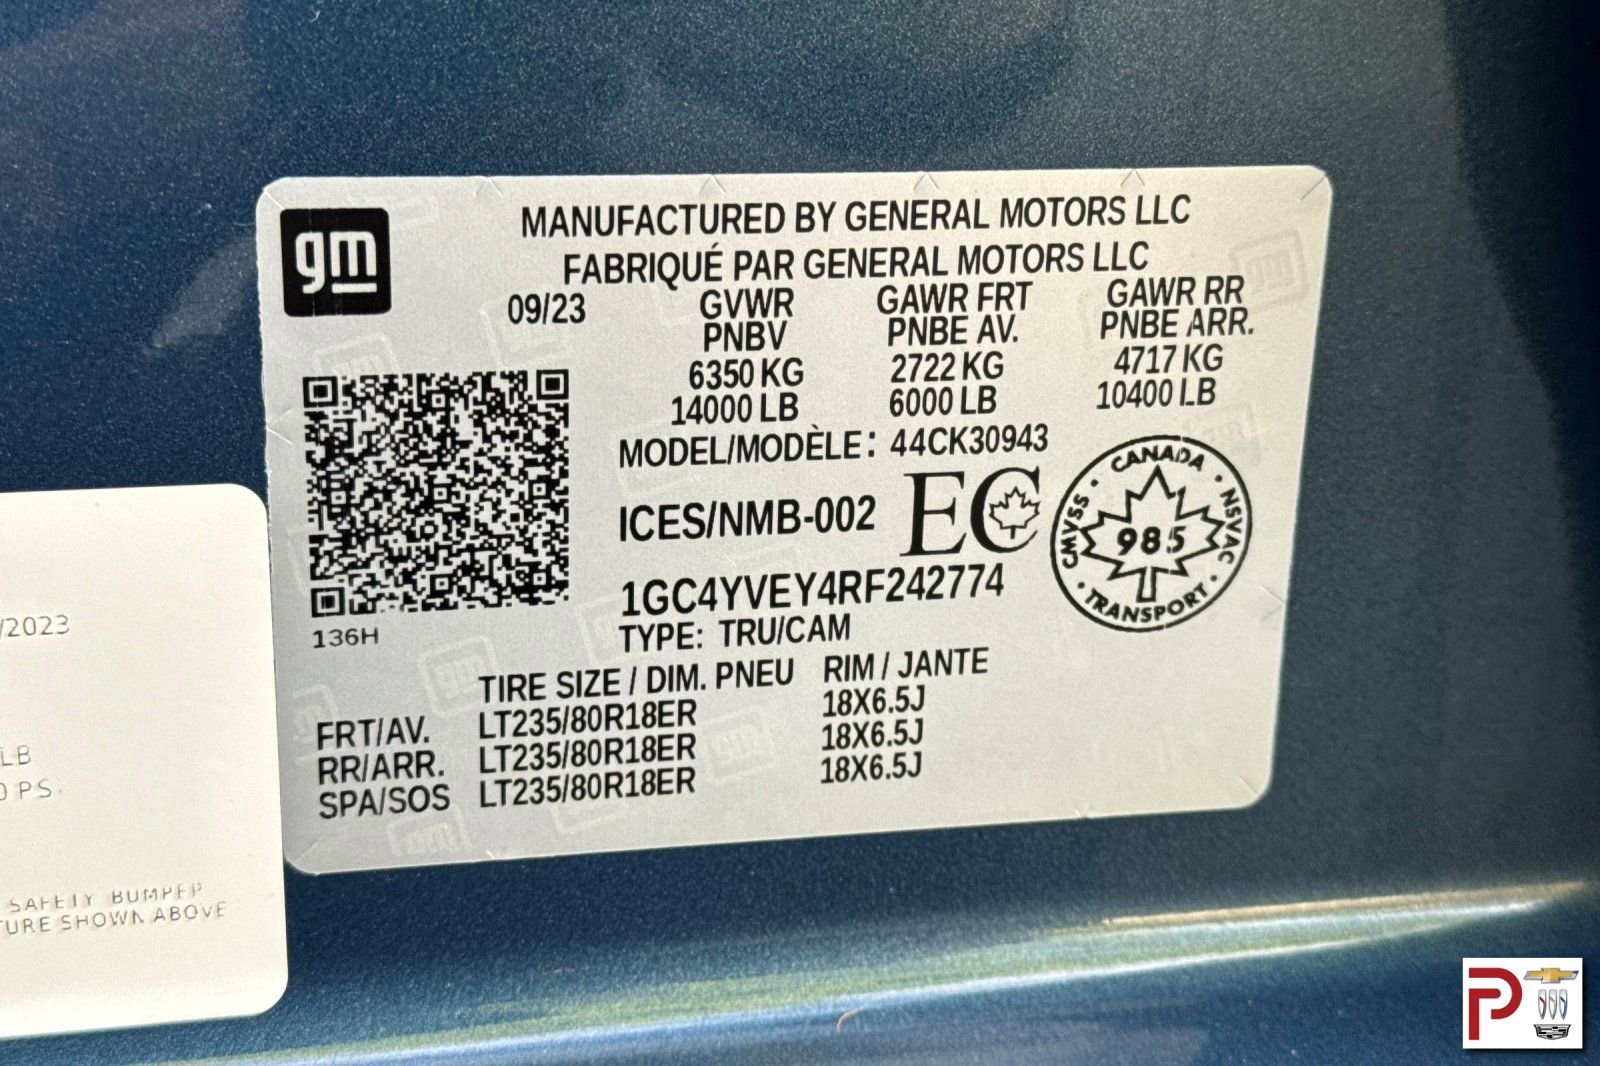 gm
MANUFACTURED BY GENERAL MOTORS LLC
FABRIQUÉ PAR GENERAL MOTORS LLC
09/23 GVWR GAWR FRT GAWR RR
PNBV PNBE AV. PNBE ARR.
6350 KG 2722 KG 4717 KG
14000 LB 6000 LB 10400 LB
MODEL/MODÈLE: 44CK30943
ICES/NMB-002 EC
CANADA
CMVSS 985 NSVAC
TRANSPORT
1GC4YVEY4RF242774
136H
TYPE: TRU/CAM
TIRE SIZE / DIM. PNEU RIM / JANTE
FRT/AV. LT235/80R18ER 18X6.5J
RR/ARR. LT235/80R18ER 18X6.5J
SPA/SOS LT235/80R18ER 18X6.5J
/2023
LB
SAFETY BUMPER
SHOWN ABOVE
P